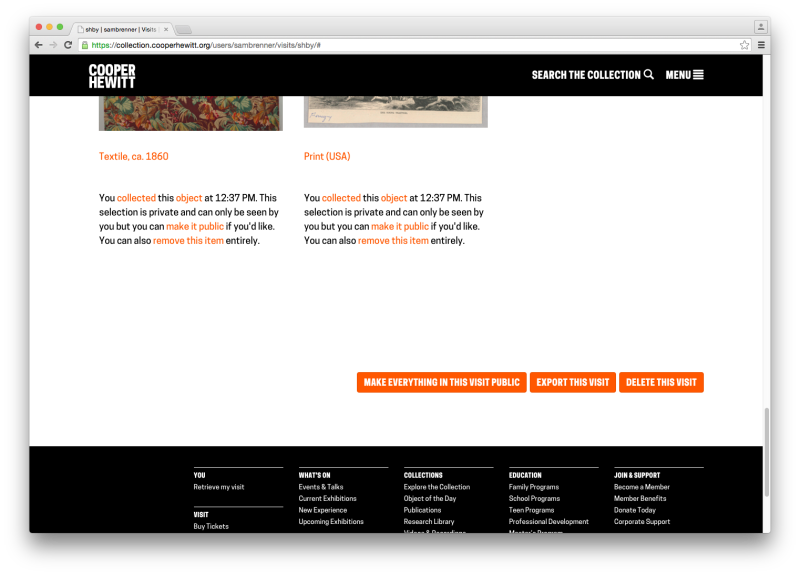 shby | sambrenner | Visits
https://collection.cooperhewitt.org/users/sambrenner/visits/shby/#
COOPER
HEWITT
SEARCH THE COLLECTION
MENU
Textile, ca. 1860
Print (USA)
You collected this object at 12:37 PM. This
selection is private and can only be seen by
you but you can make it public if you'd like.
You can also remove this item entirely.
You collected this object at 12:37 PM. This
selection is private and can only be seen by
you but you can make it public if you'd like.
You can also remove this item entirely.
MAKE EVERYTHING IN THIS VISIT PUBLIC
EXPORT THIS VISIT
DELETE THIS VISIT
YOU
Retrieve my visit
VISIT
Buy Tickets
WHAT'S ON
Events & Talks
Current Exhibitions
New Experience
Upcoming Exhibitions
COLLECTIONS
Explore the Collection
Object of the Day
Publications
Research Library
Videos & Recordings
EDUCATION
Family Programs
School Programs
Teen Programs
Professional Development
Master's Program
JOIN & SUPPORT
Become a Member
Member Benefits
Donate Today
Corporate Support